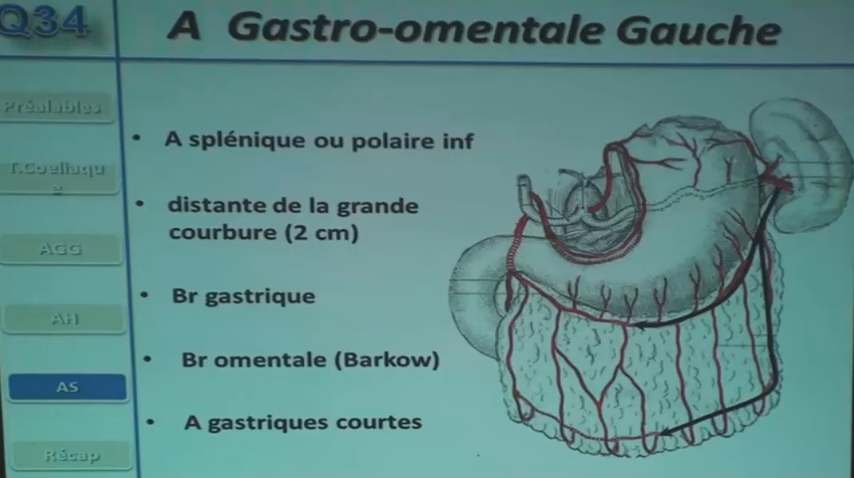 Q34
A Gastro-omentale Gauche
Préalables
T.Coeliaqu
e
AGG
AH
AS
Récap
• A splénique ou polaire inf
• distante de la grande
courbure (2 cm)
• Br gastrique
• Br omentale (Barkow)
• A gastriques courtes